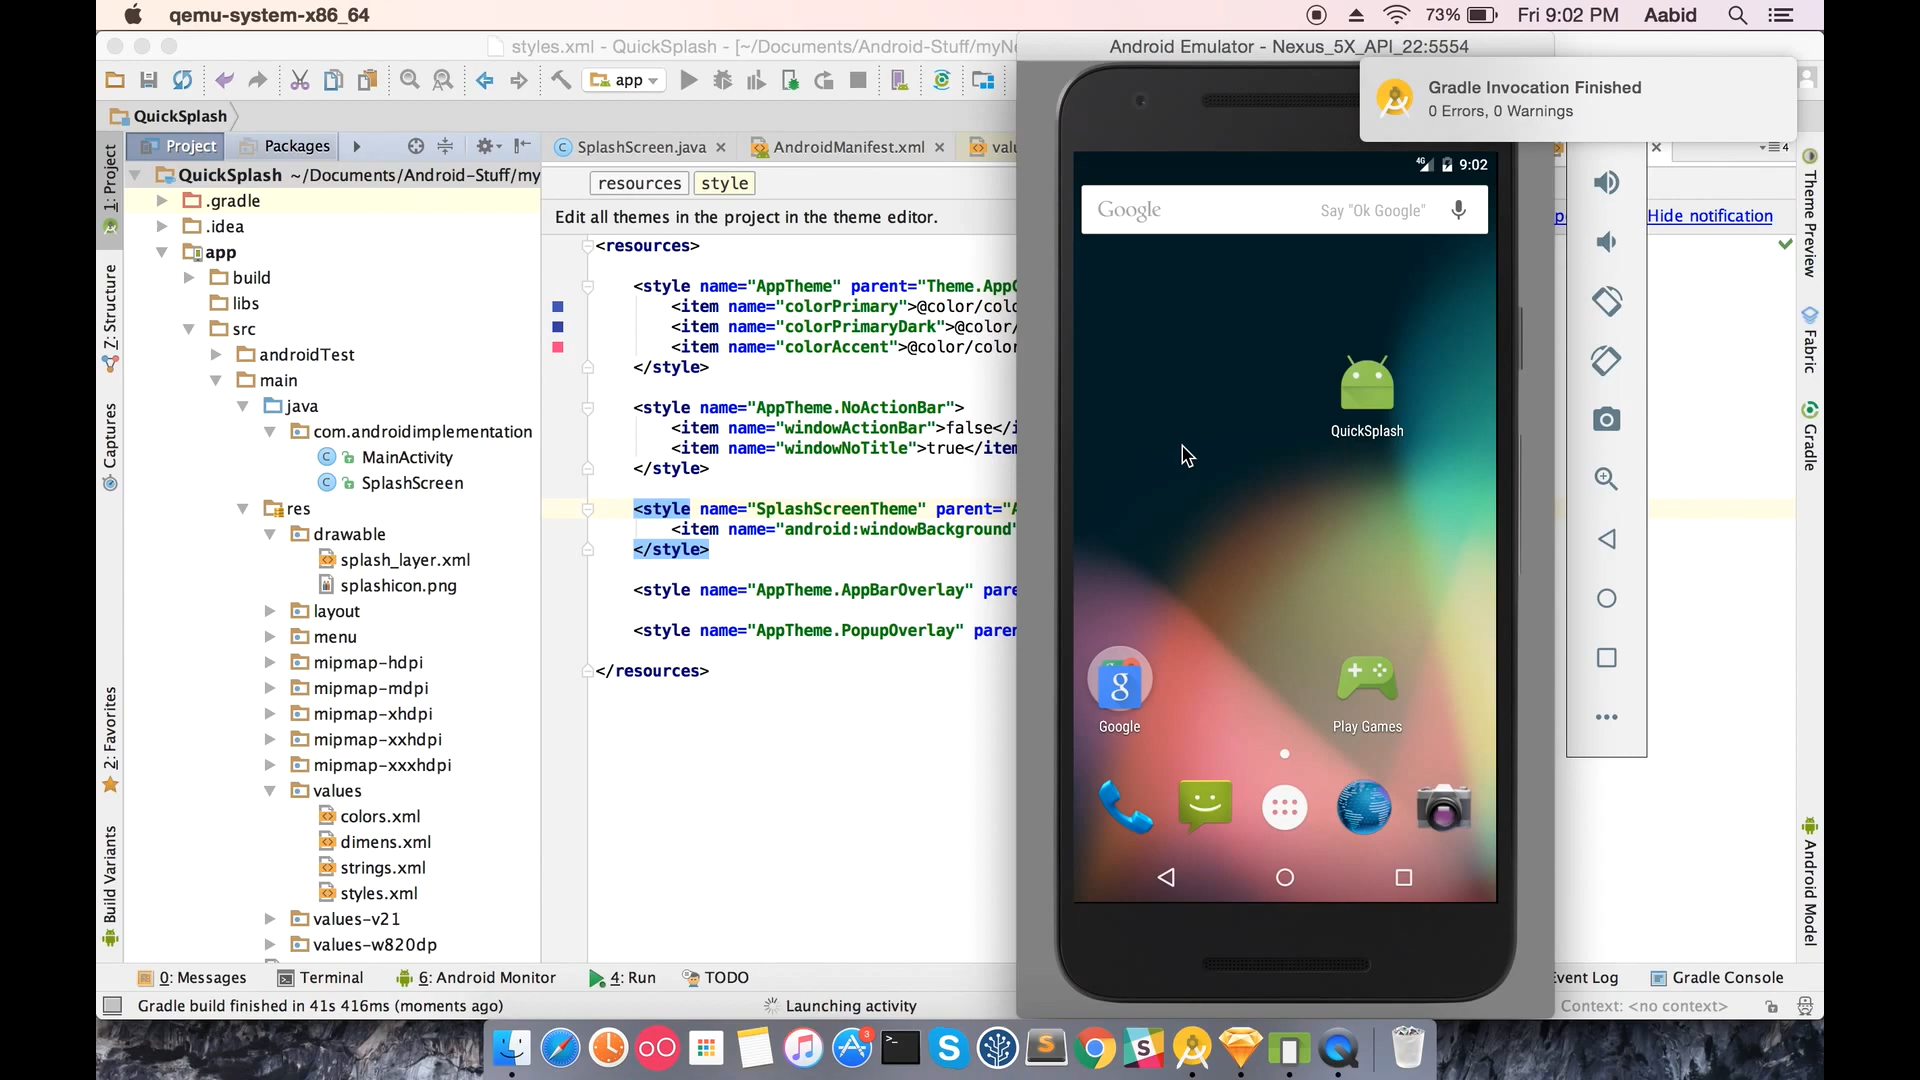 qemu-system-x86_64
73%
Fri 9:02 PM
Aabid
styles.xml - QuickSplash - [~/Documents/Android-Stuff/myNe
Android Emulator - Nexus_5X_API_22:5554
app
Gradle Invocation Finished
0 Errors, 0 Warnings
QuickSplash
Project
Packages
SplashScreen.java
AndroidManifest.xml
valu
4
QuickSplash ~/Documents/Android-Stuff/my
resources
style
.gradle
Edit all themes in the project in the theme editor.
Hide notification
.idea
app
build
libs
src
androidTest
main
java
com.androidimplementation
MainActivity
SplashScreen
res
drawable
splash_layer.xml
splashicon.png
layout
menu
mipmap-hdpi
mipmap-mdpi
mipmap-xhdpi
mipmap-xxhdpi
mipmap-xxxhdpi
values
colors.xml
dimens.xml
strings.xml
styles.xml
values-v21
values-w820dp
<resources>
<style name="AppTheme" parent="Theme.AppC
<item name="colorPrimary">@color/colo
<item name="colorPrimaryDark">@color/
<item name="colorAccent">@color/color
</style>
<style name="AppTheme.NoActionBar">
<item name="windowActionBar">false</i
<item name="windowNoTitle">true</item
</style>
<style name="SplashScreenTheme" parent="A
<item name="android:windowBackground"
</style>
<style name="AppTheme.AppBarOverlay" pare
<style name="AppTheme.PopupOverlay" paren
</resources>
4G
9:02
Google
Say "Ok Google"
QuickSplash
Google
Play Games
1: Project
7: Structure
Captures
2: Favorites
Build Variants
Theme Preview
Fabric
Gradle
Android Model
0: Messages
Terminal
6: Android Monitor
4: Run
TODO
Event Log
Gradle Console
Gradle build finished in 41s 416ms (moments ago)
Launching activity
Context: <no context>
3